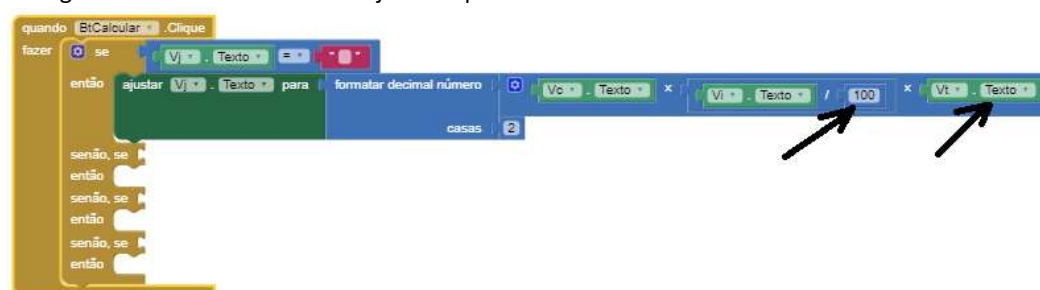 quando BtCalcular .Clique
fazer se Vj . Texto = " "
então ajustar Vj . Texto para formatar decimal número Vc . Texto × Vi . Texto / 100 × Vt . Texto
casas 2
senão, se
então
senão, se
então
senão, se
então